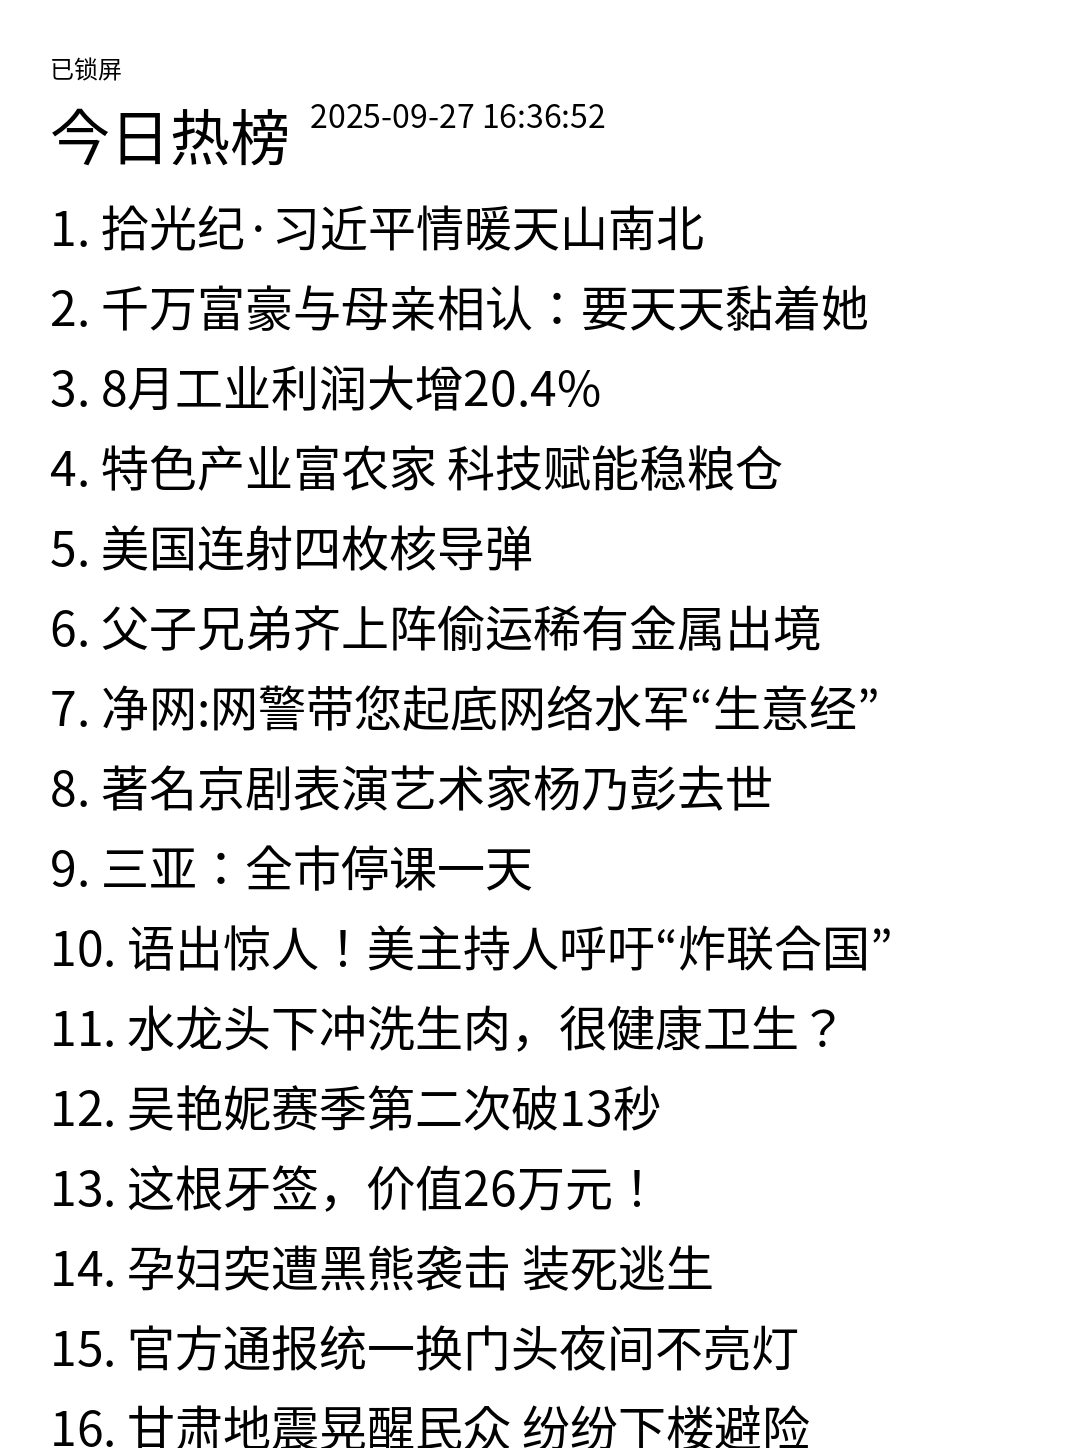 已锁屏
今日热榜 2025-09-27 16:36:52
1. 拾光纪·习近平情暖天山南北
2. 千万富豪与母亲相认：要天天黏着她
3. 8月工业利润大增20.4%
4. 特色产业富农家 科技赋能稳粮仓
5. 美国连射四枚核导弹
6. 父子兄弟齐上阵偷运稀有金属出境
7. 净网:网警带您起底网络水军“生意经”
8. 著名京剧表演艺术家杨乃彭去世
9. 三亚：全市停课一天
10. 语出惊人！美主持人呼吁“炸联合国”
11. 水龙头下冲洗生肉，很健康卫生？
12. 吴艳妮赛季第二次破13秒
13. 这根牙签，价值26万元！
14. 孕妇突遭黑熊袭击 装死逃生
15. 官方通报统一换门头夜间不亮灯
16. 甘肃地震晃醒民众 纷纷下楼避险